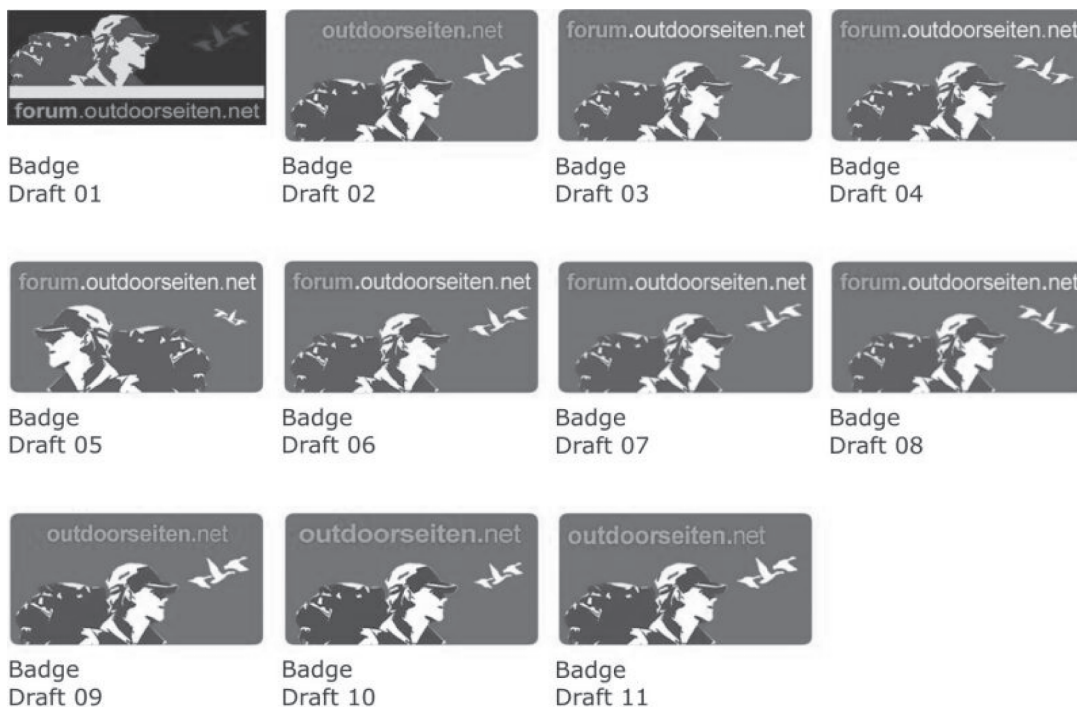 forum.outdoorseiten.net
Badge
Draft 01
outdoorseiten.net
Badge
Draft 02
forum.outdoorseiten.net
Badge
Draft 03
forum.outdoorseiten.net
Badge
Draft 04
forum.outdoorseiten.net
Badge
Draft 05
forum.outdoorseiten.net
Badge
Draft 06
forum.outdoorseiten.net
Badge
Draft 07
forum.outdoorseiten.net
Badge
Draft 08
outdoorseiten.net
Badge
Draft 09
outdoorseiten.net
Badge
Draft 10
outdoorseiten.net
Badge
Draft 11